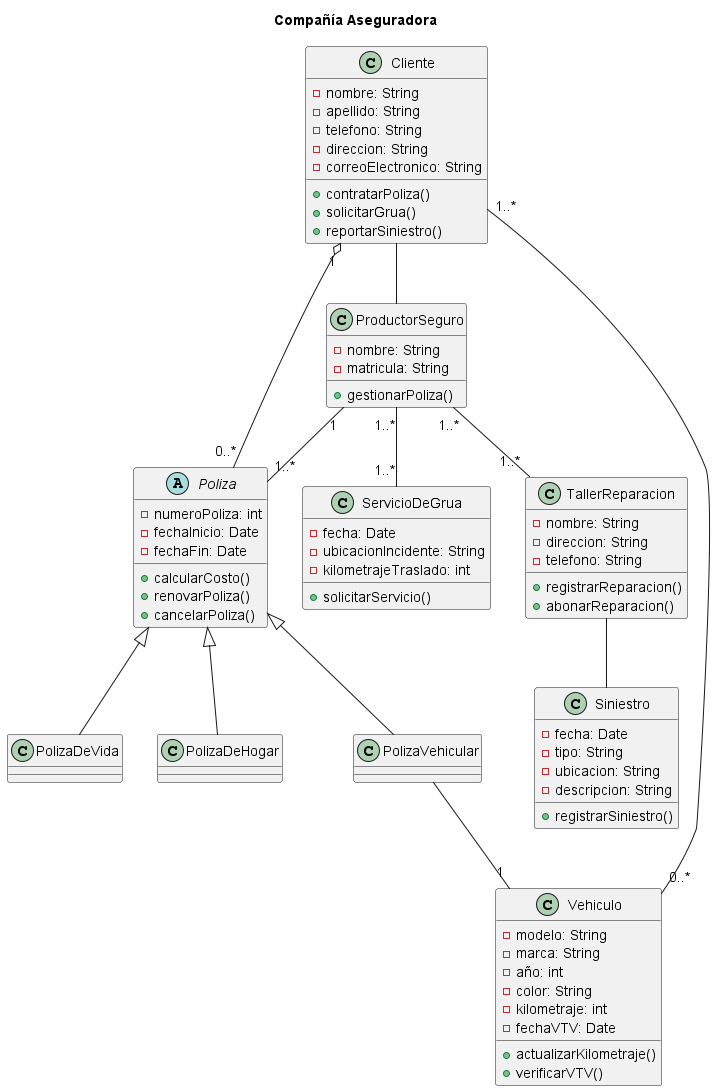 Compañía Aseguradora
C Cliente
nombre: String
apellido: String
telefono: String
direccion: String
correoElectronico: String
contratarPoliza()
solicitarGrua()
reportarSiniestro()
1..*
1
C ProductorSeguro
nombre: String
matricula: String
gestionarPoliza()
1
1..*
1..*
0..*
1..*
1..*
1..*
A Poliza
numeroPoliza: int
fechaInicio: Date
fechaFin: Date
calcularCosto()
renovarPoliza()
cancelarPoliza()
C ServicioDeGrua
fecha: Date
ubicacionIncidente: String
kilometrajeTraslado: int
solicitarServicio()
C TallerReparacion
nombre: String
direccion: String
telefono: String
registrarReparacion()
abonarReparacion()
C PolizaDeVida
C PolizaDeHogar
C PolizaVehicular
C Siniestro
fecha: Date
tipo: String
ubicacion: String
descripcion: String
registrarSiniestro()
1
0..*
C Vehiculo
modelo: String
marca: String
año: int
color: String
kilometraje: int
fechaVTV: Date
actualizarKilometraje()
verificarVTV()